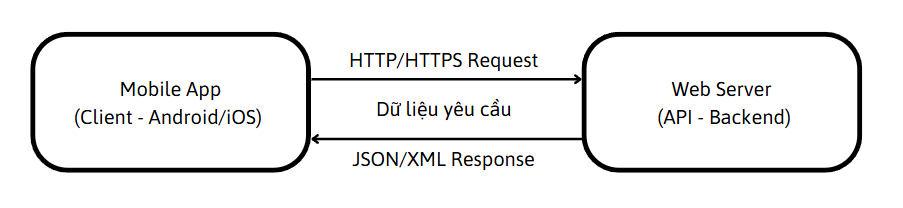 Mobile App
(Client - Android/iOS)
HTTP/HTTPS Request
Dữ liệu yêu cầu
JSON/XML Response
Web Server
(API - Backend)